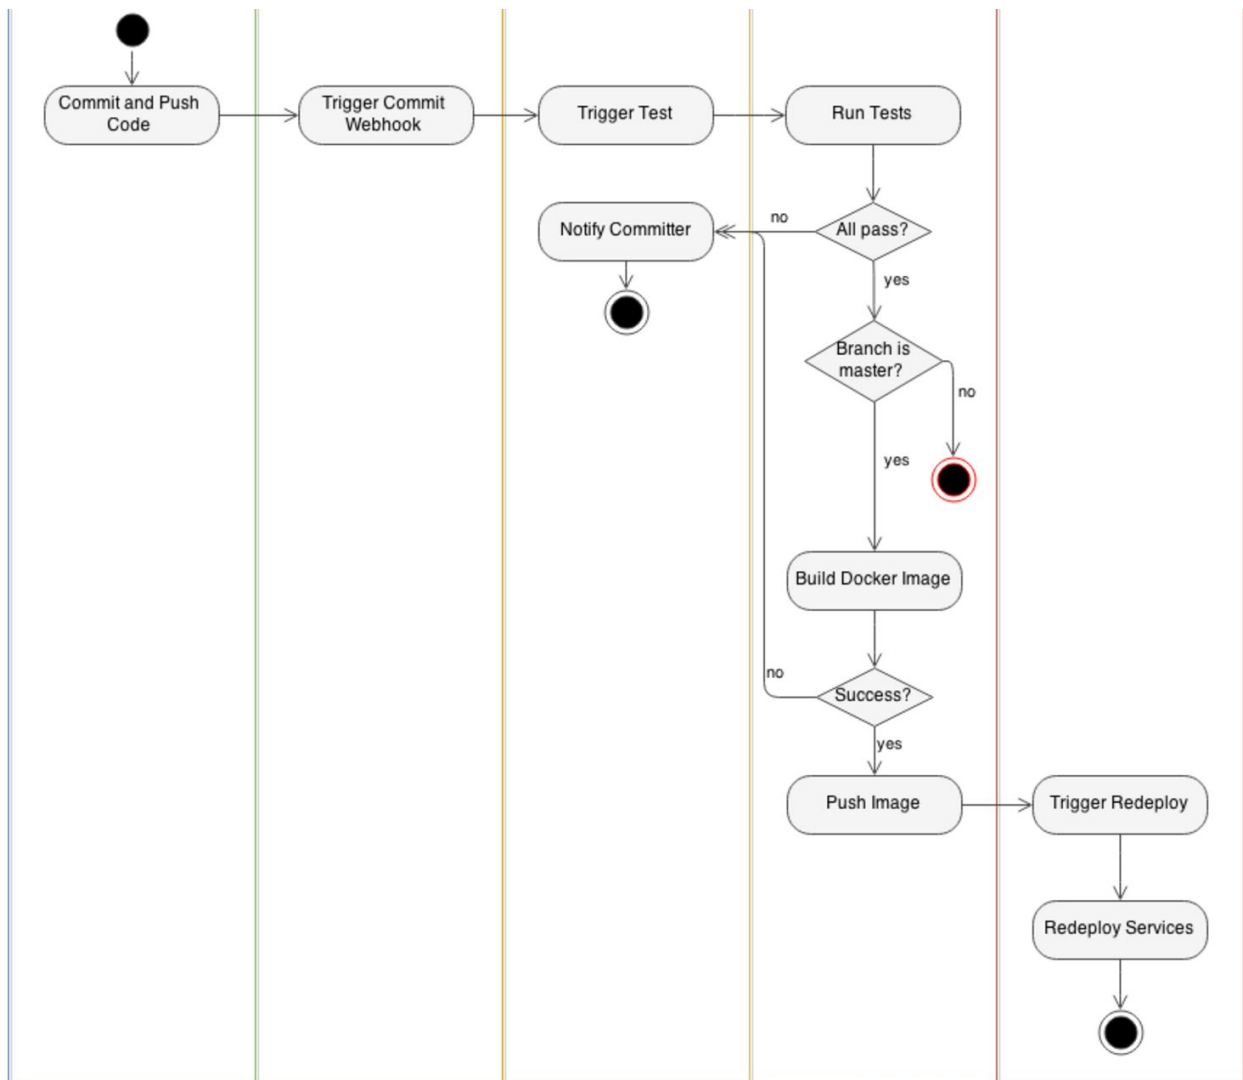 Commit and Push
Code
Trigger Commit
Webhook
Trigger Test
Run Tests
Notify Committer
no
All pass?
yes
Branch is
master?
no
yes
Build Docker Image
no
Success?
yes
Push Image
Trigger Redeploy
Redeploy Services